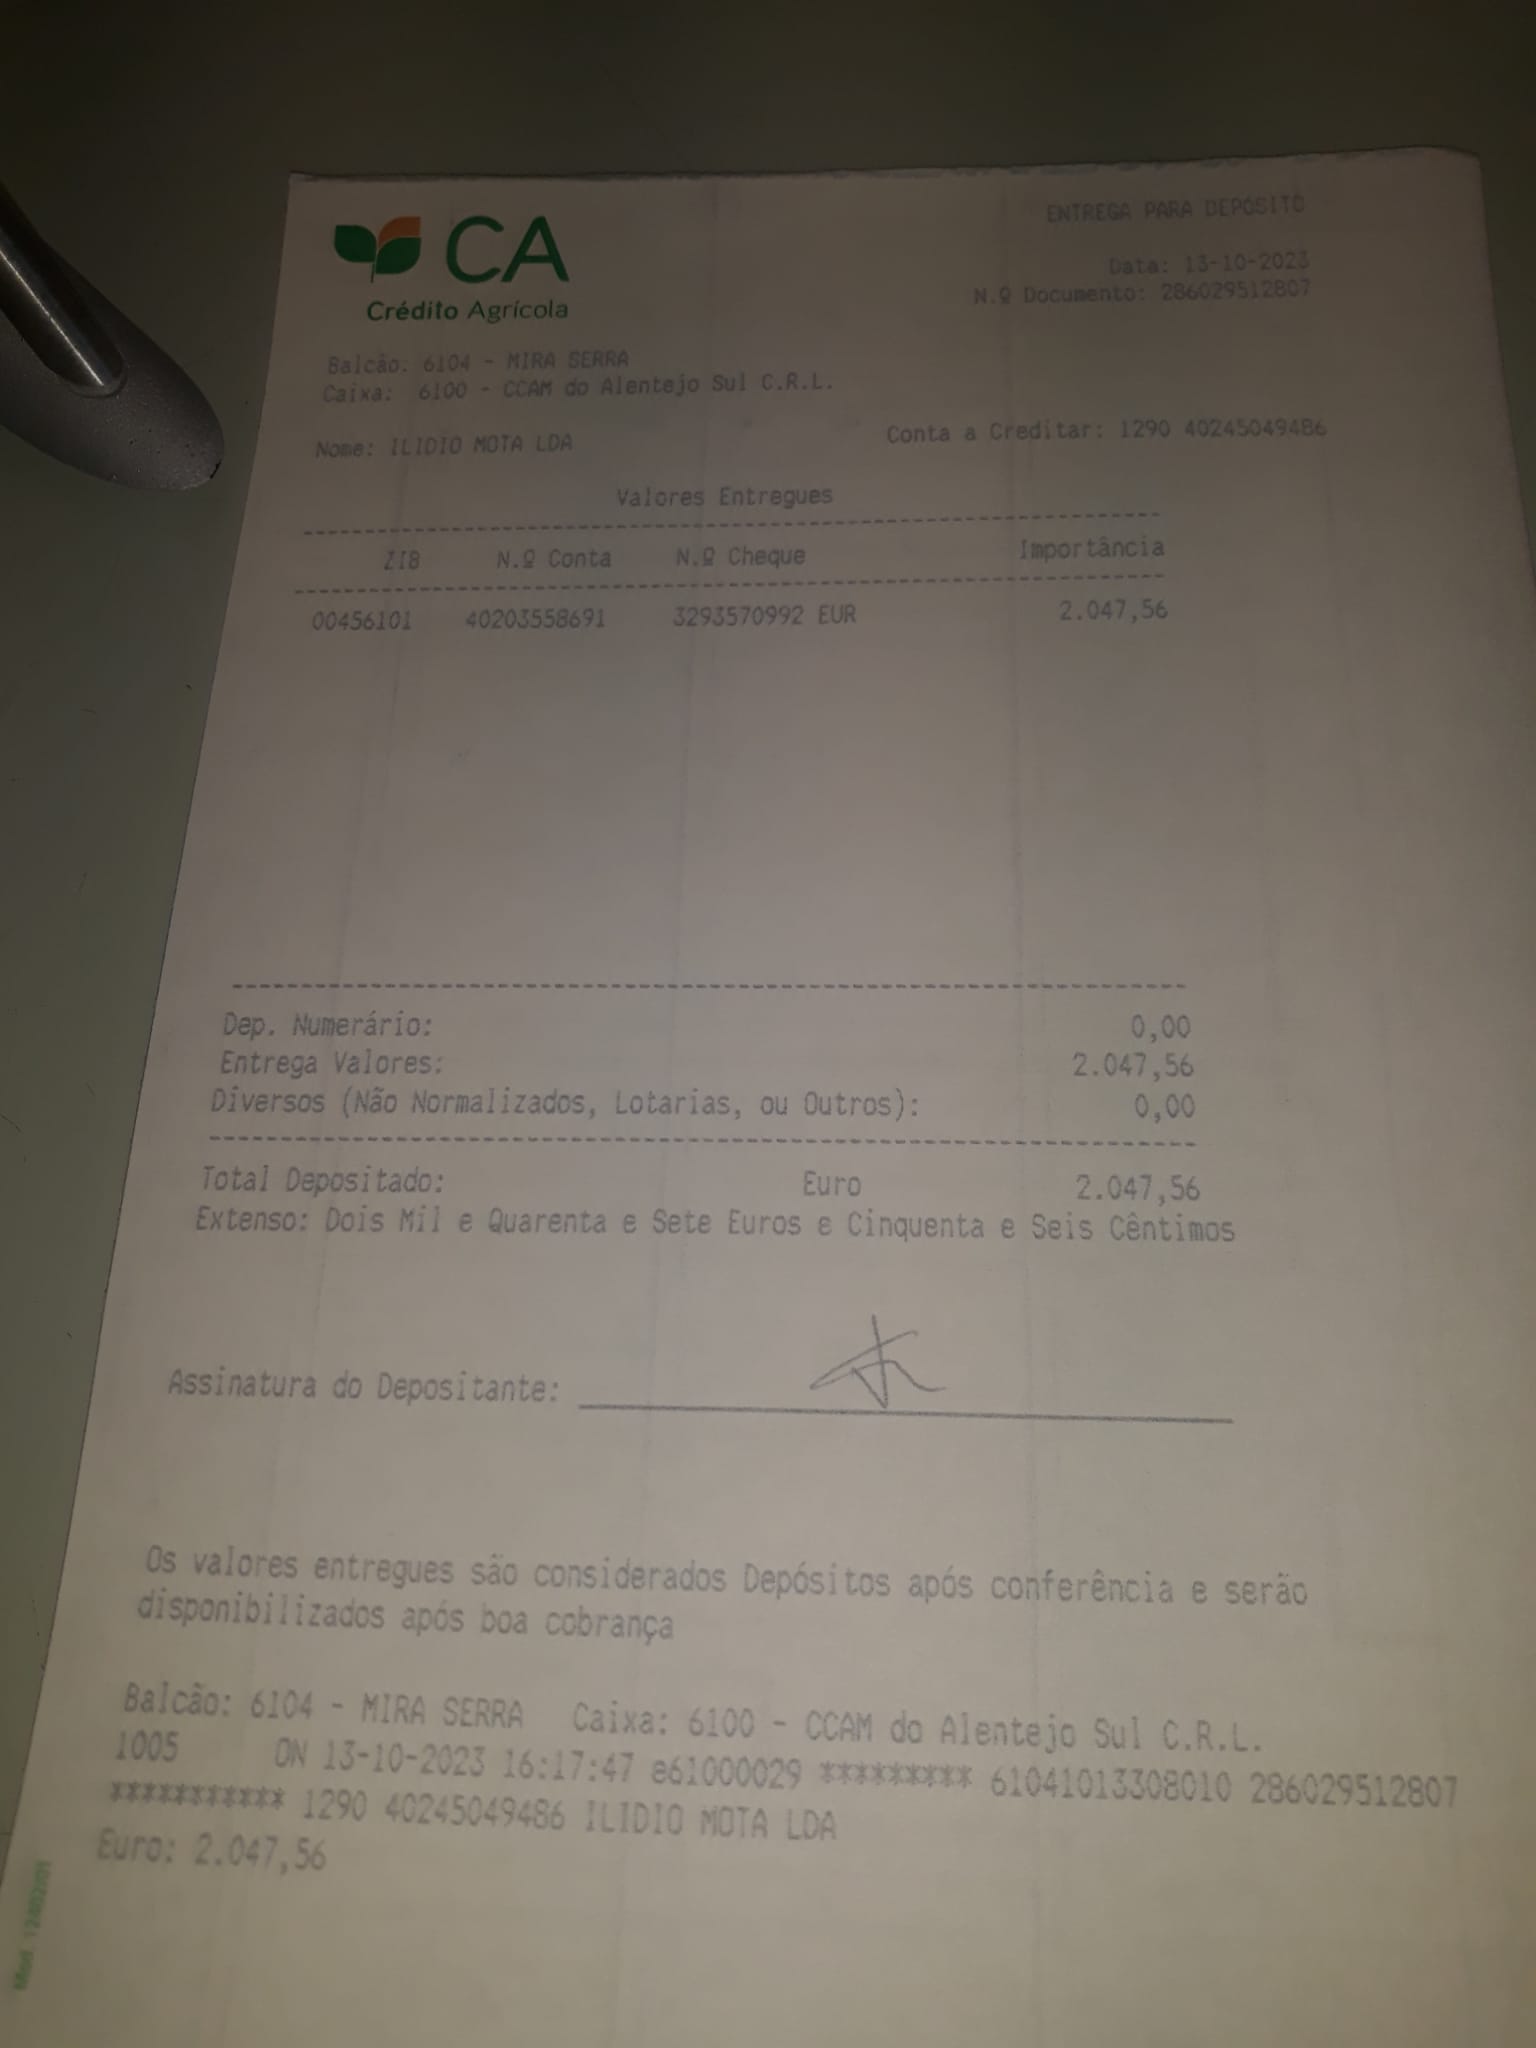 CA
Crédito Agrícola
ENTREGA PARA DEPÓSITO
Data: 13-10-2023
N.º Documento: 286029512807
Balcão: 6104 - MIRA SERRA
Caixa: 6100 - CCAM do Alentejo Sul C.R.L.
Nome: ILIDIO MOTA LDA Conta a Creditar: 1290 40245049486
Valores Entregues
ZIB N.º Conta N.º Cheque Importância
00456101 40203558691 3293570992 EUR 2.047,56
Dep. Numerário: 0,00
Entrega Valores: 2.047,56
Diversos (Não Normalizados, Lotarias, ou Outros): 0,00
Total Depositado: Euro 2.047,56
Extenso: Dois Mil e Quarenta e Sete Euros e Cinquenta e Seis Cêntimos
Assinatura do Depositante:
Os valores entregues são considerados Depósitos após conferência e serão
disponibilizados após boa cobrança
Balcão: 6104 - MIRA SERRA Caixa: 6100 - CCAM do Alentejo Sul C.R.L.
1005 ON 13-10-2023 16:17:47 e61000029 ********* 61041013308010 286029512807
*********** 1290 40245049486 ILIDIO MOTA LDA
Euro: 2.047,56